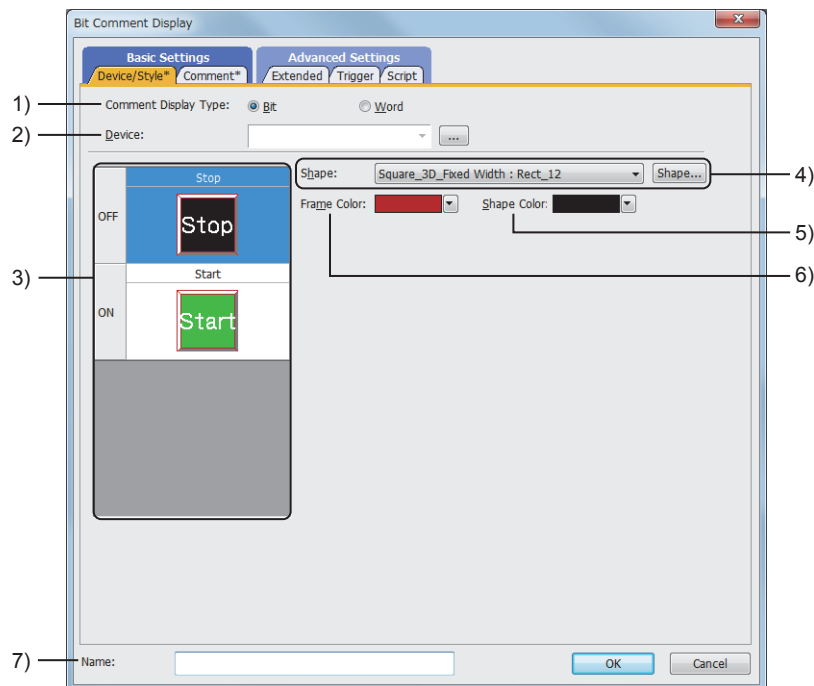 Bit Comment Display
Basic Settings Advanced Settings
Device/Style* Comment* Extended Trigger Script
1) Comment Display Type: Bit Word
2) Device: ...
Stop Shape: Square_3D_Fixed Width : Rect_12 Shape... 4)
OFF Stop Frame Color: Shape Color: 5)
3) Start 6)
ON Start
7) Name: OK Cancel